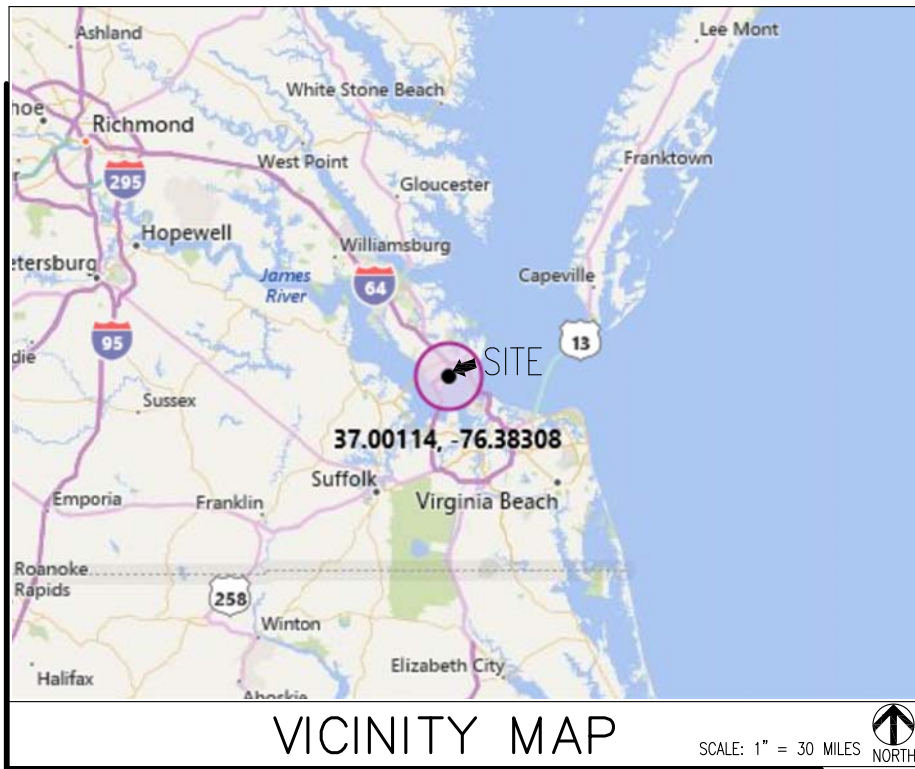 Ashland
Lee Mont
White Stone Beach
hoe
Richmond
West Point
Franktown
r
295
Gloucester
Hopewell
Williamsburg
etersburg
James
River
64
Capeville
95
13
die
SITE
Sussex
37.00114, -76.38308
Suffolk
Emporia
Franklin
Virginia Beach
Roanoke
Rapids
258
Winton
Halifax
Elizabeth City
Ahoskie
VICINITY MAP
SCALE: 1" = 30 MILES
NORTH